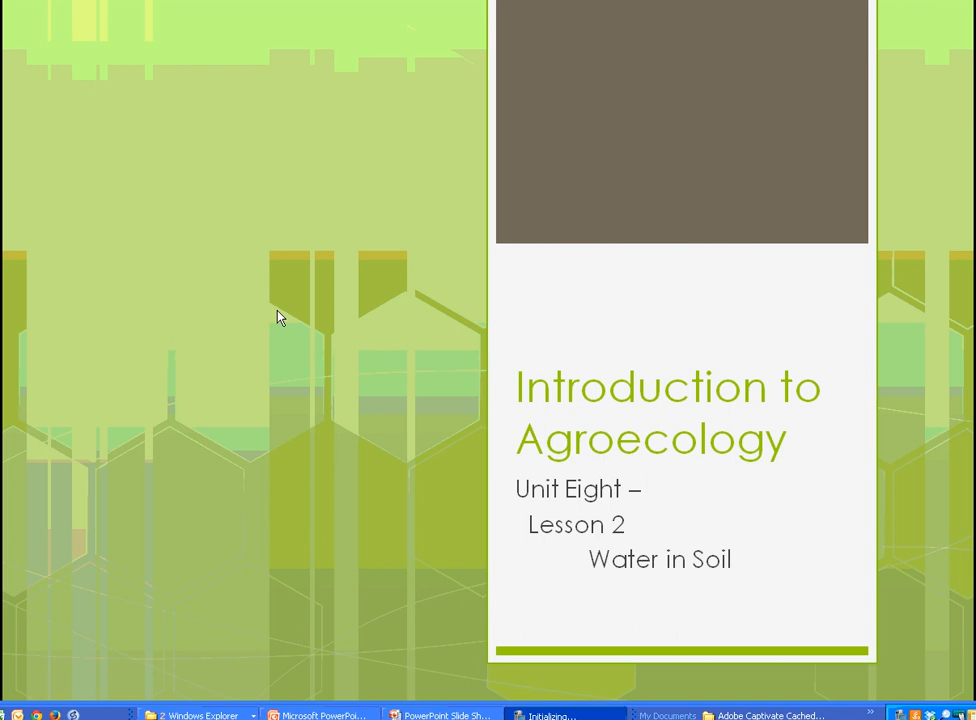 Introduction to
Agroecology
Unit Eight –
Lesson 2
Water in Soil
2 Windows Explorer
Microsoft PowerPoi...
PowerPoint Slide Sh...
Initializing...
My Documents
»
Adobe Captivate Cached...
»